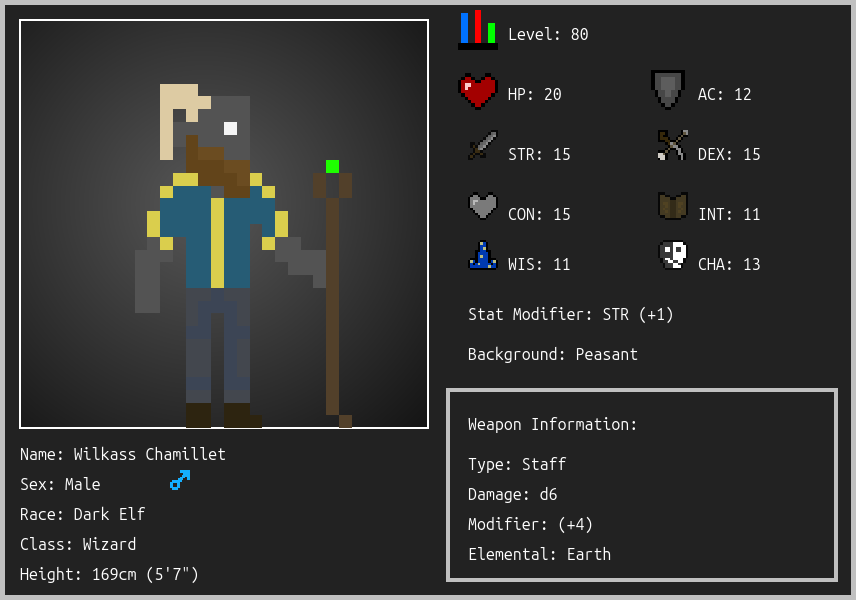 Level: 80
HP: 20
AC: 12
STR: 15
DEX: 15
CON: 15
INT: 11
WIS: 11
CHA: 13
Stat Modifier: STR (+1)
Background: Peasant
Name: Wilkass Chamillet
Sex: Male
Race: Dark Elf
Class: Wizard
Height: 169cm (5'7")
Weapon Information:
Type: Staff
Damage: d6
Modifier: (+4)
Elemental: Earth